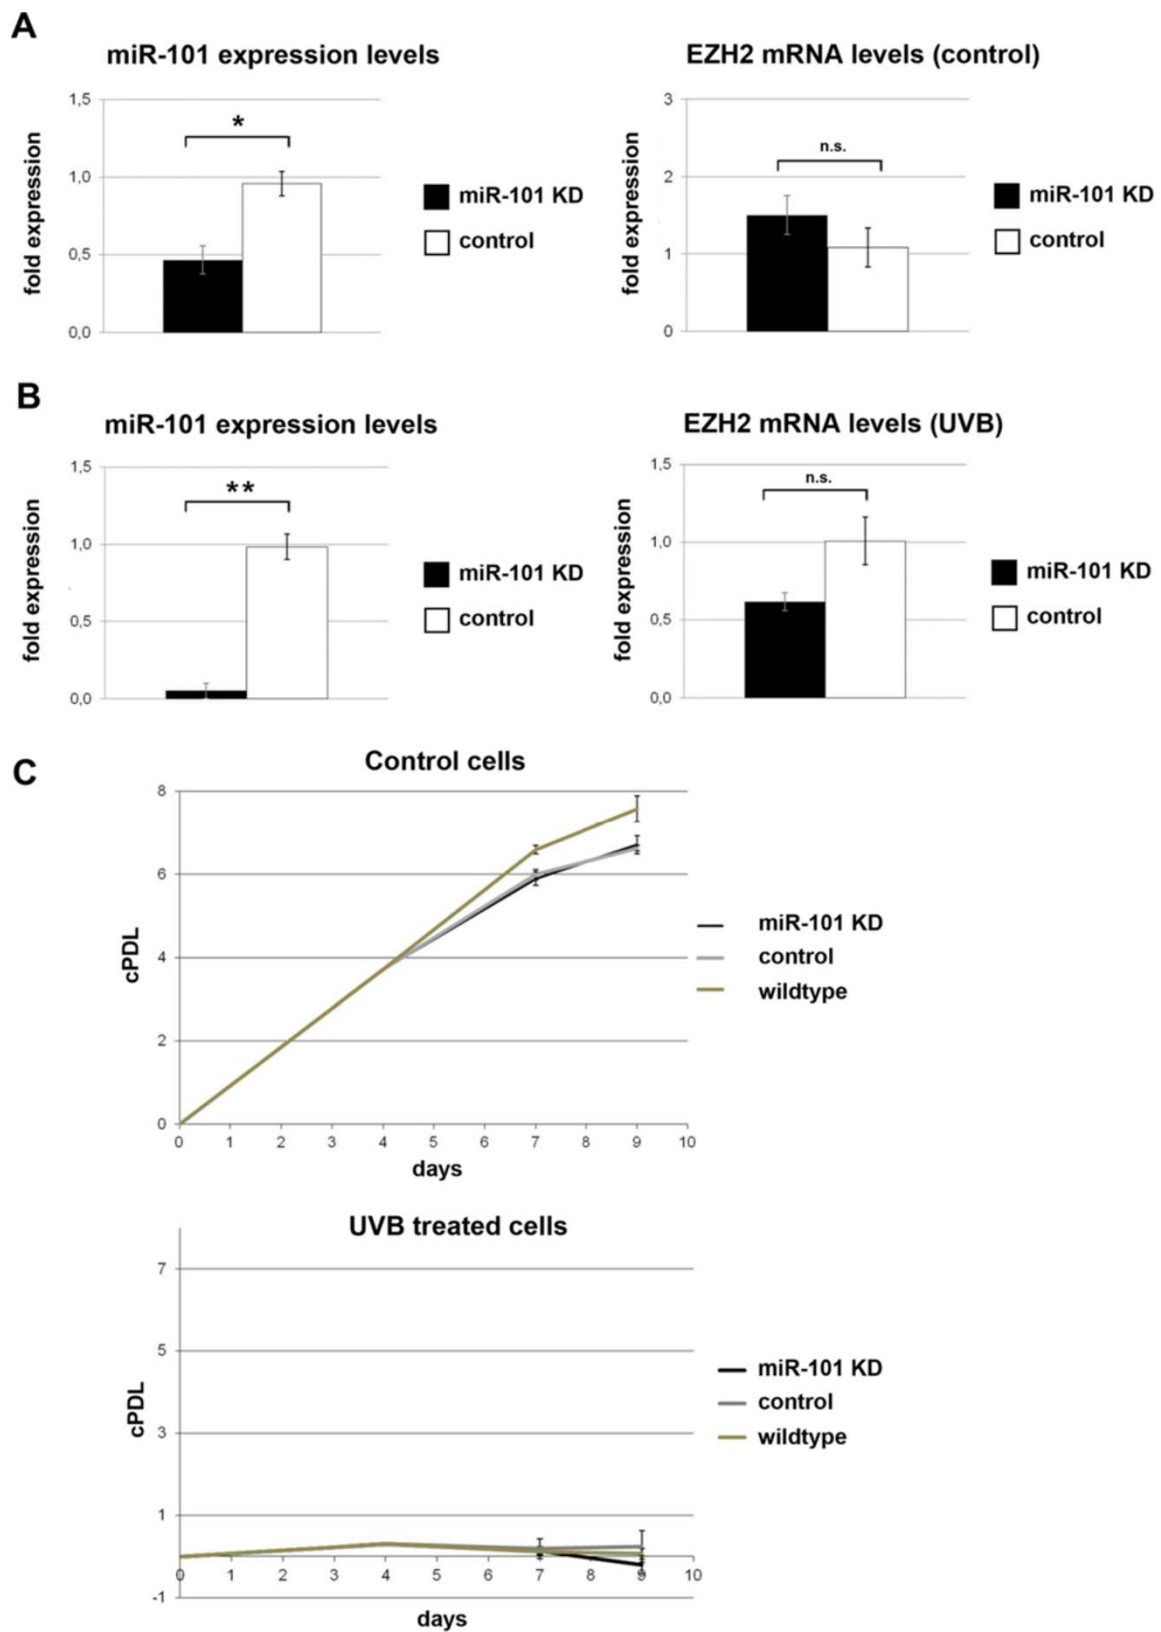 A
miR-101 expression levels
EZH2 mRNA levels (control)
1,5
1,0
0,5
0,0
fold expression
*
miR-101 KD
control
3
2
1
0
fold expression
n.s.
miR-101 KD
control
B
miR-101 expression levels
EZH2 mRNA levels (UVB)
1,5
1,0
0,5
0,0
fold expression
**
miR-101 KD
control
1,5
1,0
0,5
0,0
fold expression
n.s.
miR-101 KD
control
C
Control cells
8
6
4
2
0
cPDL
0 1 2 3 4 5 6 7 8 9 10
days
miR-101 KD
control
wildtype
UVB treated cells
7
5
3
1
-1
cPDL
0 1 2 3 4 5 6 7 8 9 10
days
miR-101 KD
control
wildtype